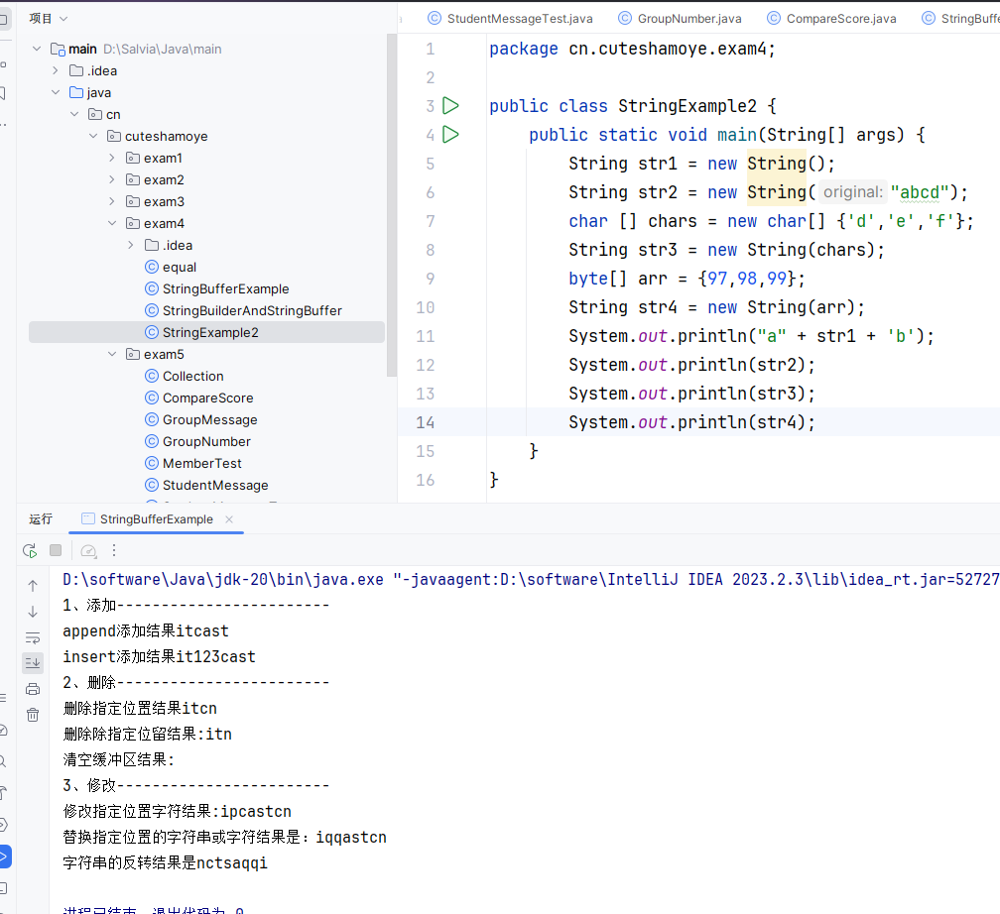 项目
main D:\Salvia\Java\main
.idea
java
cn
cuteshamoye
exam1
exam2
exam3
exam4
.idea
equal
StringBufferExample
StringBuilderAndStringBuffer
StringExample2
exam5
Collection
CompareScore
GroupMessage
GroupNumber
MemberTest
StudentMessage
StudentMessageTest.java GroupNumber.java CompareScore.java StringBuffe
1 package cn.cuteshamoye.exam4;
2
3 public class StringExample2 {
4 public static void main(String[] args) {
5 String str1 = new String();
6 String str2 = new String( original: "abcd");
7 char [] chars = new char[] {'d','e','f'};
8 String str3 = new String(chars);
9 byte[] arr = {97,98,99};
10 String str4 = new String(arr);
11 System.out.println("a" + str1 + 'b');
12 System.out.println(str2);
13 System.out.println(str3);
14 System.out.println(str4);
15 }
16 }
运行 StringBufferExample
D:\software\Java\jdk-20\bin\java.exe "-javaagent:D:\software\IntelliJ IDEA 2023.2.3\lib\idea_rt.jar=52727
1、添加------------------------
append添加结果itcast
insert添加结果it123cast
2、删除------------------------
删除指定位置结果itcn
删除除指定位留结果:itn
清空缓冲区结果:
3、修改------------------------
修改指定位置字符结果:ipcastcn
替换指定位置的字符串或字符结果是：iqqastcn
字符串的反转结果是nctsaqqi
进程已结束，退出代码为 0